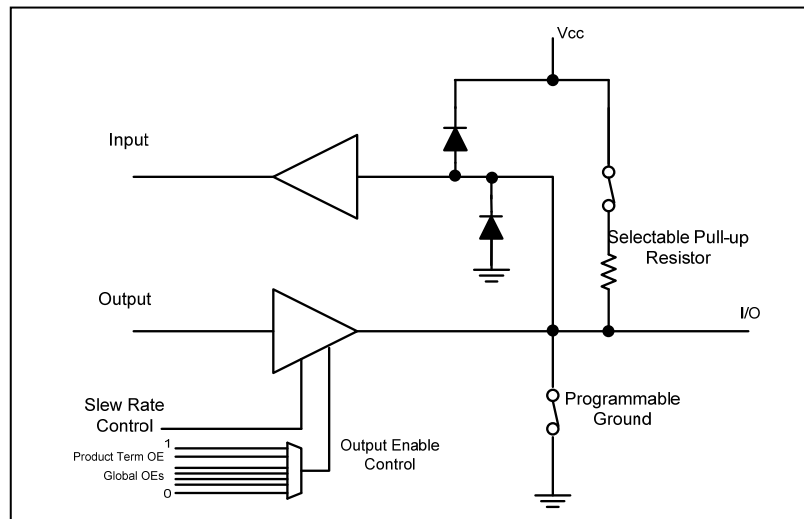 Vcc
Input
Selectable Pull-up
Resistor
Output
I/O
Slew Rate
Control
Programmable
Ground
1
Product Term OE
Global OEs
0
Output Enable
Control